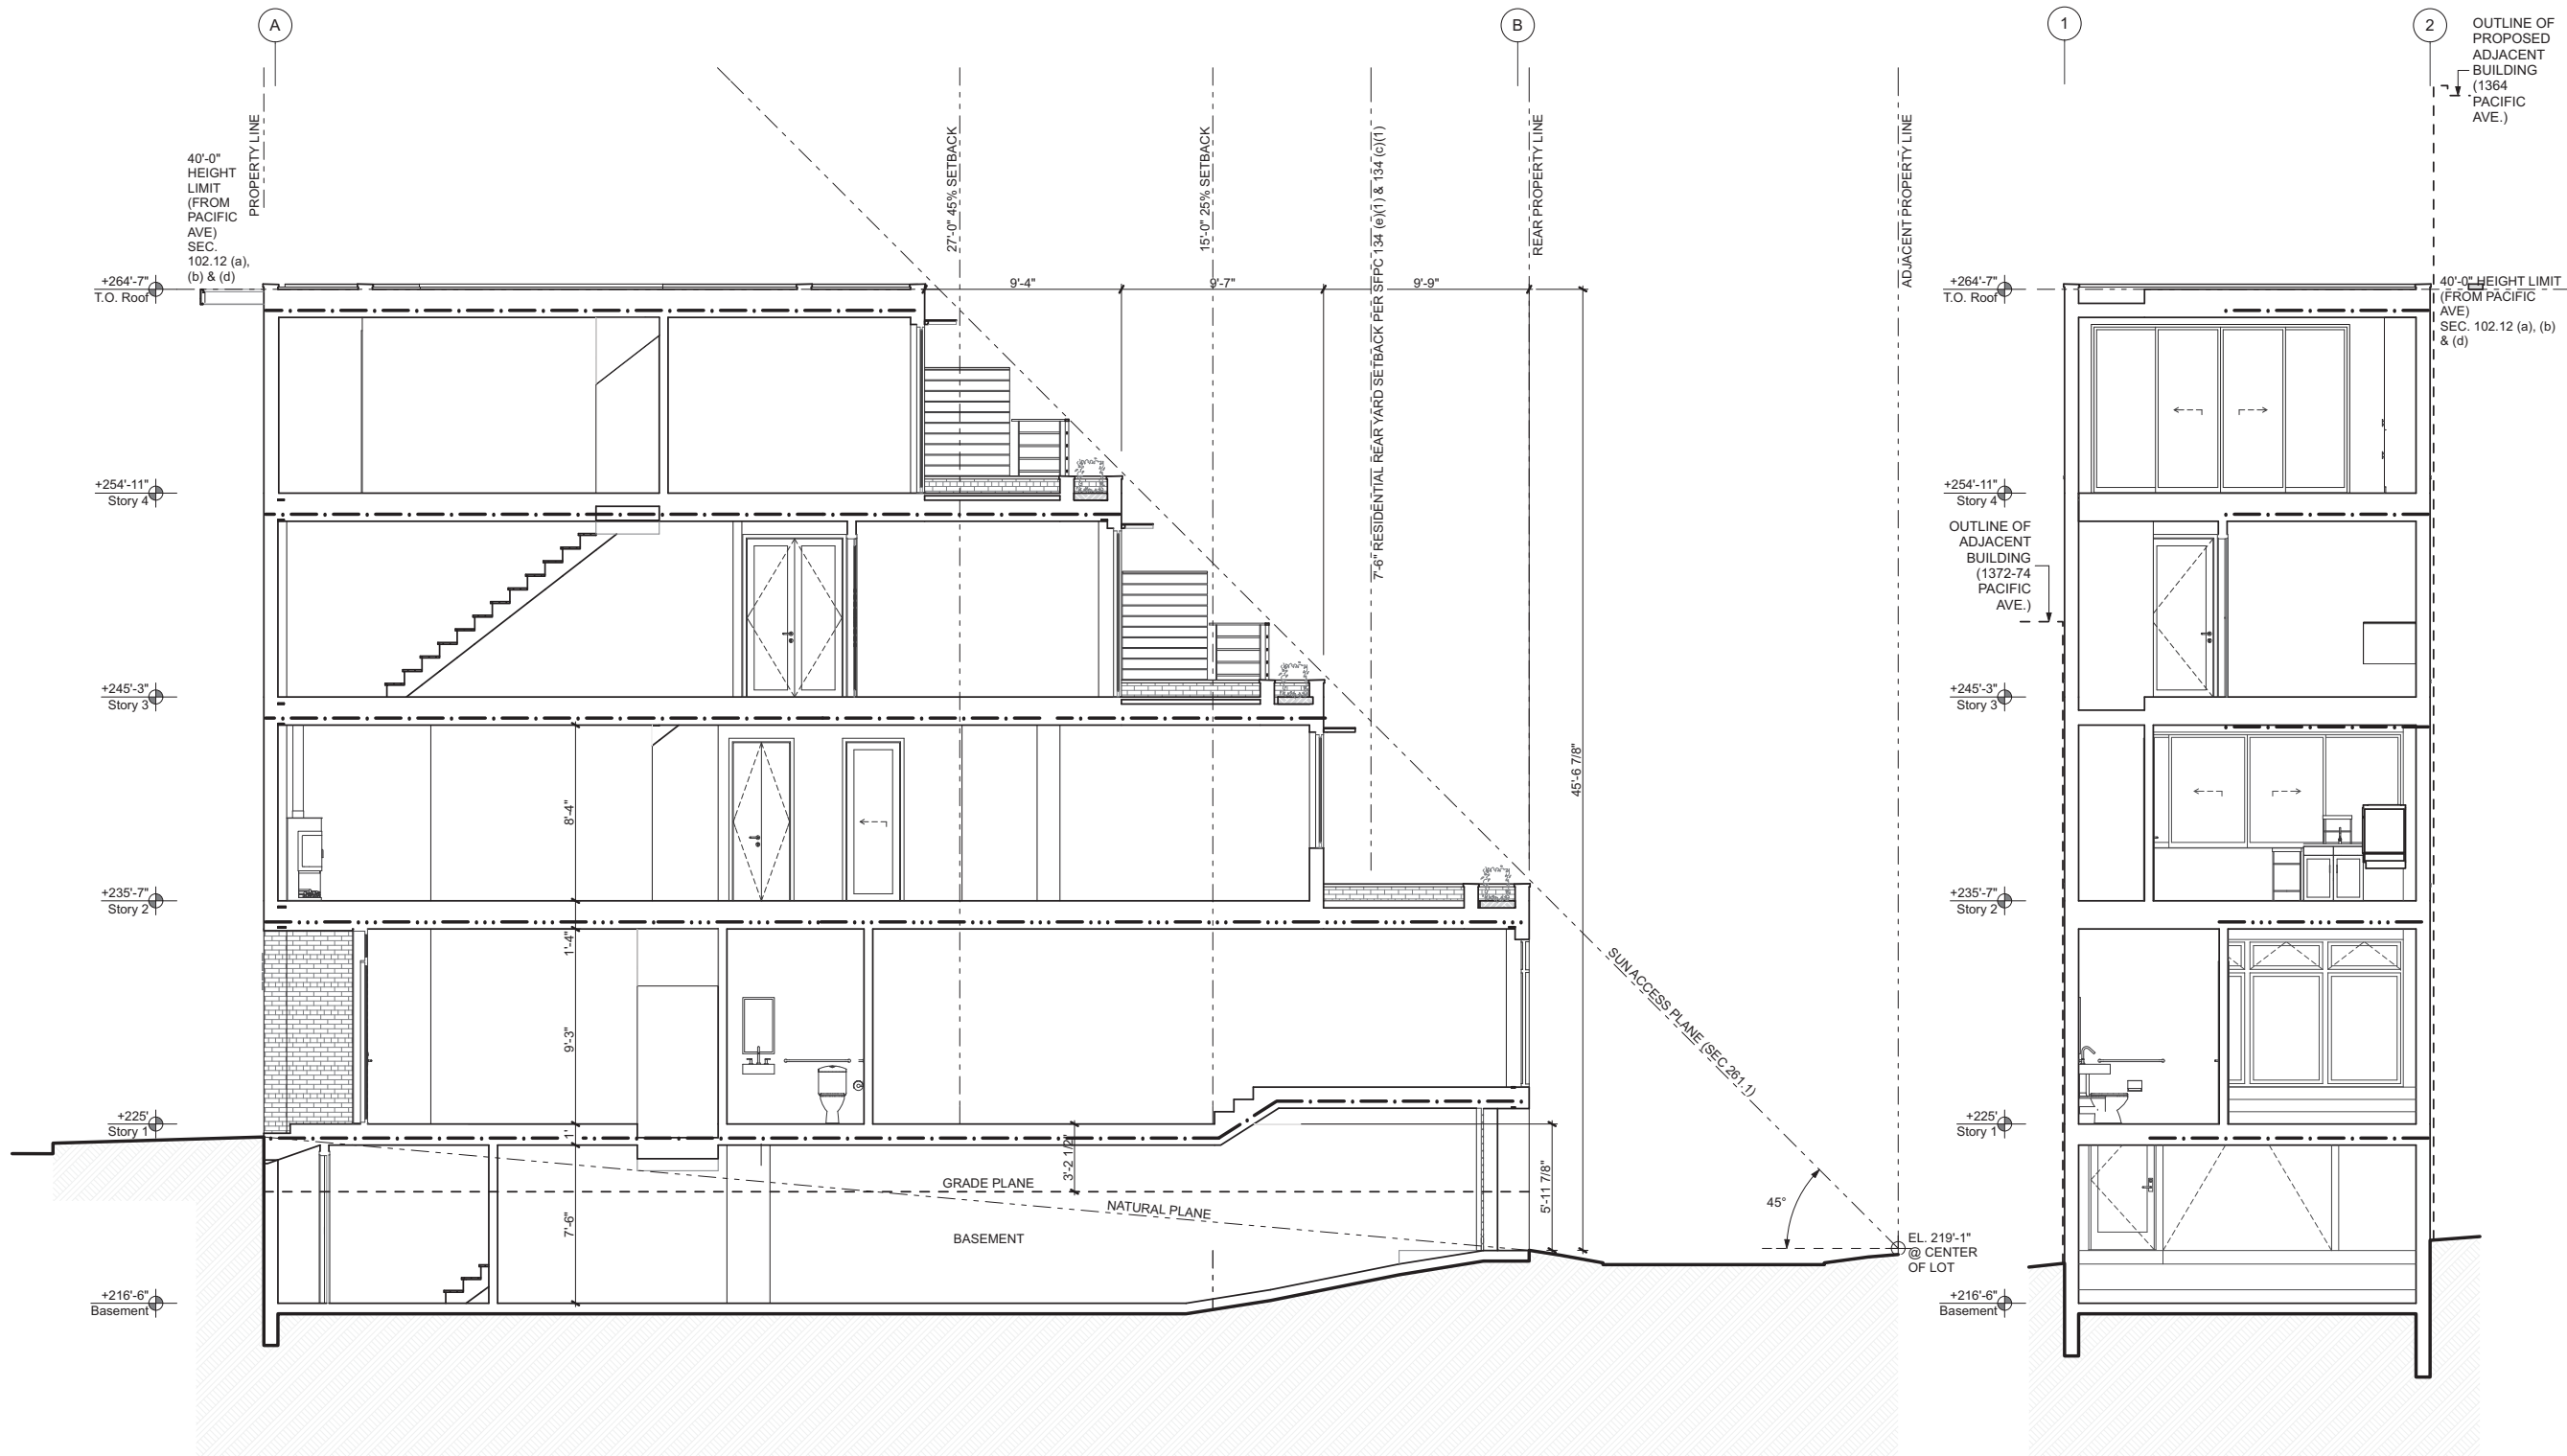 A
B
1
2
OUTLINE OF
PROPOSED
ADJACENT
BUILDING
(1364
PACIFIC
AVE.)
40'-0"
HEIGHT
LIMIT
(FROM
PACIFIC
AVE)
SEC.
102.12 (a),
(b) & (d)
PROPERTY LINE
27'-0" 45% SETBACK
15'-0" 25% SETBACK
7'-6" RESIDENTIAL REAR YARD SETBACK PER SFPC 134 (e)(1) & 134 (c)(1)
REAR PROPERTY LINE
ADJACENT PROPERTY LINE
+264'-7"
T.O. Roof
9'-4"
9'-7"
9'-9"
+264'-7"
T.O. Roof
40'-0" HEIGHT LIMIT
(FROM PACIFIC
AVE)
SEC. 102.12 (a), (b)
& (d)
+254'-11"
Story 4
+254'-11"
Story 4
OUTLINE OF
ADJACENT
BUILDING
(1372-74
PACIFIC
AVE.)
+245'-3"
Story 3
+245'-3"
Story 3
45'-6 7/8"
8'-4"
+235'-7"
Story 2
+235'-7"
Story 2
1'-4"
9'-3"
SUN ACCESS PLANE (SEC 261.1)
+225'
Story 1
1'
3'-2 1/2"
5'-11 7/8"
+225'
Story 1
GRADE PLANE
NATURAL PLANE
7'-6"
BASEMENT
45°
EL. 219'-1"
@ CENTER
OF LOT
+216'-6"
Basement
+216'-6"
Basement